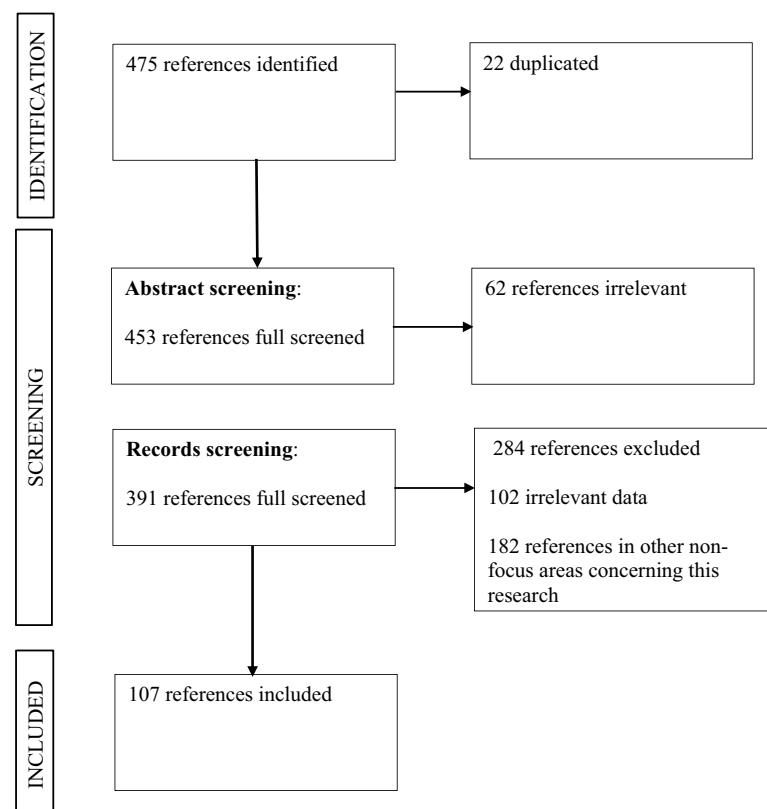 IDENTIFICATION
475 references identified
22 duplicated
SCREENING
Abstract screening:
453 references full screened
62 references irrelevant
Records screening:
391 references full screened
284 references excluded
102 irrelevant data
182 references in other non-
focus areas concerning this
research
INCLUDED
107 references included